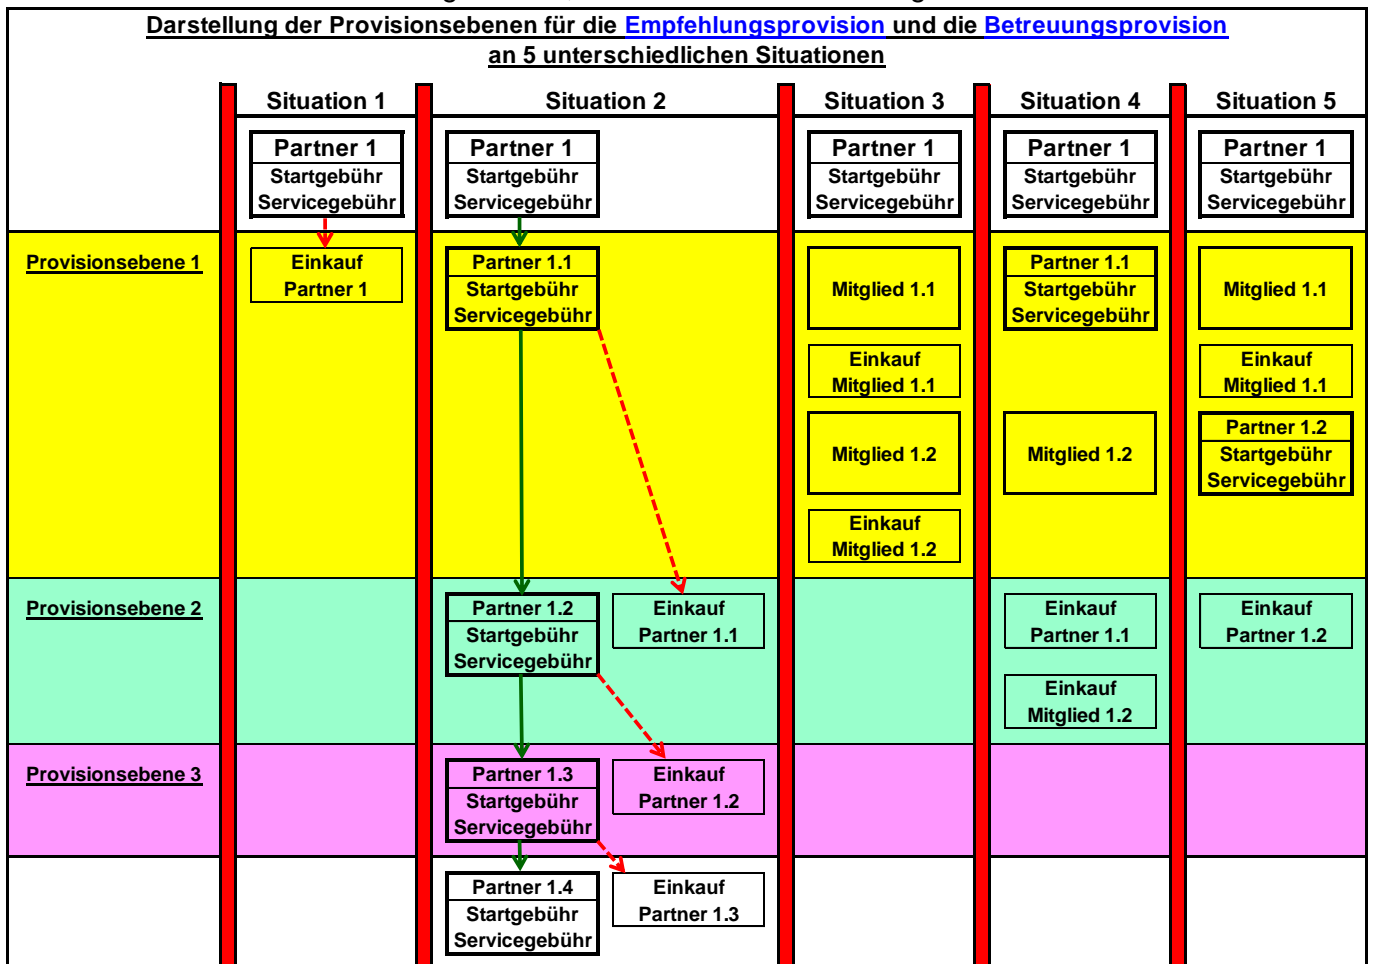 Darstellung der Provisionsebenen für die Empfehlungsprovision und die Betreuungsprovision
an 5 unterschiedlichen Situationen
Situation 1
Situation 2
Situation 3
Situation 4
Situation 5
Partner 1
Startgebühr
Servicegebühr
Partner 1
Startgebühr
Servicegebühr
Partner 1
Startgebühr
Servicegebühr
Partner 1
Startgebühr
Servicegebühr
Partner 1
Startgebühr
Servicegebühr
Provisionsebene 1
Einkauf
Partner 1
Partner 1.1
Startgebühr
Servicegebühr
Mitglied 1.1
Einkauf
Mitglied 1.1
Mitglied 1.2
Einkauf
Mitglied 1.2
Partner 1.1
Startgebühr
Servicegebühr
Mitglied 1.2
Mitglied 1.1
Einkauf
Mitglied 1.1
Partner 1.2
Startgebühr
Servicegebühr
Provisionsebene 2
Partner 1.2
Startgebühr
Servicegebühr
Einkauf
Partner 1.1
Einkauf
Partner 1.1
Einkauf
Mitglied 1.2
Einkauf
Partner 1.2
Provisionsebene 3
Partner 1.3
Startgebühr
Servicegebühr
Einkauf
Partner 1.2
Partner 1.4
Startgebühr
Servicegebühr
Einkauf
Partner 1.3